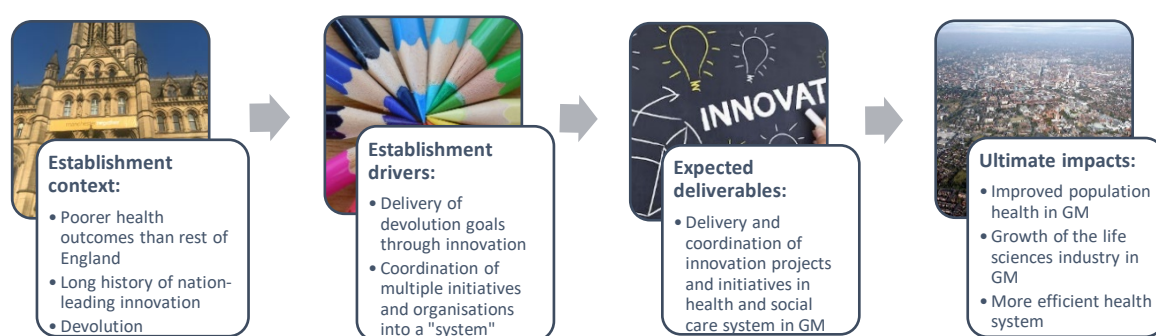 Establishment
context:
• Poorer health
outcomes than rest of
England
• Long history of nation-
leading innovation
• Devolution
Establishment
drivers:
• Delivery of
devolution goals
through innovation
• Coordination of
multiple initiatives
and organisations
into a "system"
INNOVAT
Expected
deliverables:
• Delivery and
coordination of
innovation projects
and initiatives in
health and social
care system in GM
Ultimate impacts:
• Improved population
health in GM
• Growth of the life
sciences industry in
GM
• More efficient health
system